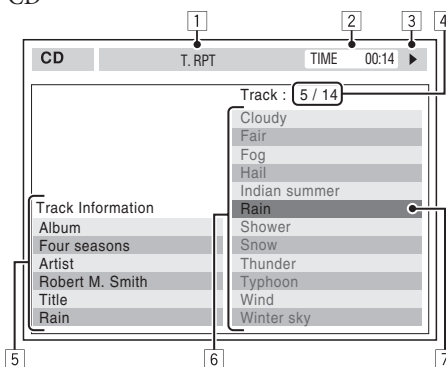 CD
1 2 3 4
CD T. RPT TIME 00:14
Track : 5 / 14
Cloudy
Fair
Fog
Hail
Indian summer
Rain
Shower
Snow
Thunder
Typhoon
Wind
Winter sky
Track Information
Album
Four seasons
Artist
Robert M. Smith
Title
Rain
5 6 7